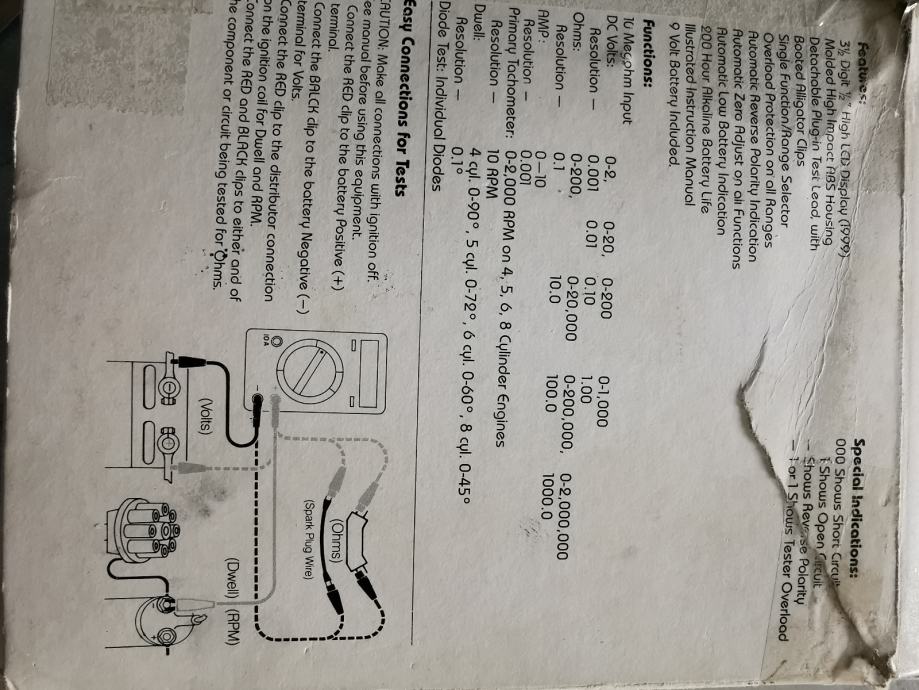 Features:
3½ Digit ½" High LCD Display (1999)
Molded High Impact ABS Housing
Detachable Plug-in Test Lead, with
Booted Alligator Clips
Single Function/Range Selector
Overload Protection on all Ranges
Automatic Reverse Polarity Indication
Automatic Zero Adjust on all Functions
Automatic Low Battery Indication
200 Hour Alkaline Battery Life
Illustrated Instruction Manual
9 Volt Battery Included.
Special Indications:
000 Shows Short Circuit
1 Shows Open Circuit
– Shows Reverse Polarity
– 1 or 1 Shows Tester Overload
Functions:
10 Megohm Input
DC Volts: 0-2, 0-20, 0-200 0-1,000
Resolution — 0.001 0.01 0.10 1.00
Ohms: 0-200, 0-20,000 0-200,000, 0-2,000,000
Resolution — 0.1 10.0 100.0 1000.0
AMP: 0-10
Resolution — 0.001
Primary Tachometer: 0-2,000 RPM on 4, 5, 6, 8 Cylinder Engines
Resolution — 10 RPM
Dwell: 4 cyl. 0-90°, 5 cyl. 0-72°, 6 cyl. 0-60°, 8 cyl. 0-45°
Resolution — 0.1°
Diode Test: Individual Diodes
Easy Connections for Tests
CAUTION: Make all connections with ignition off.
ee manual before using this equipment.
Connect the RED clip to the battery Positive (+)
terminal.
Connect the BALCK clip to the battery Negative (–)
terminal for Volts.
Connect the RED clip to the distributor connection
on the ignition coil for Dwell and RPM.
Connect the RED and BLACK clips to either and of
he component or circuit being tested for Ohms.
10A
–
(Volts)
(Ohms)
(Spark Plug Wire)
(Dwell) (RPM)
+